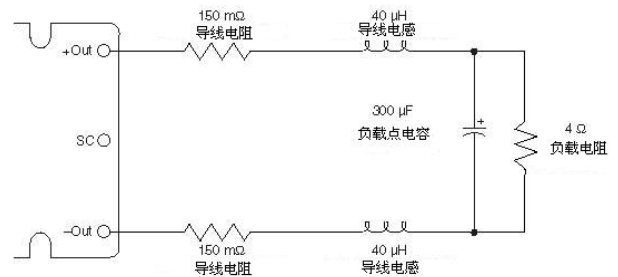 150 mΩ
导线电阻
40 μH
导线电感
+Out
300 μF
负载点电容
+
4 Ω
负载电阻
SC
–Out
150 mΩ
导线电阻
40 μH
导线电感